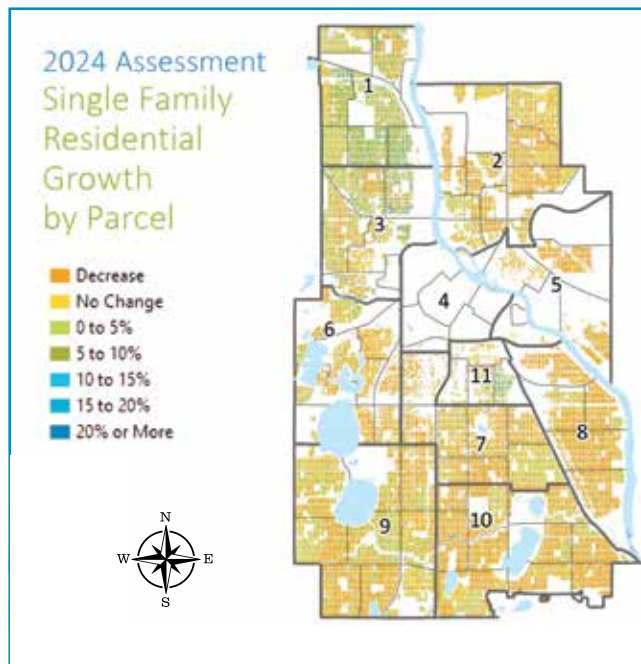 2024 Assessment
Single Family
Residential
Growth
by Parcel
Decrease
No Change
0 to 5%
5 to 10%
10 to 15%
15 to 20%
20% or More
1
2
3
5
4
6
11
8
7
9
10
N
W E
S